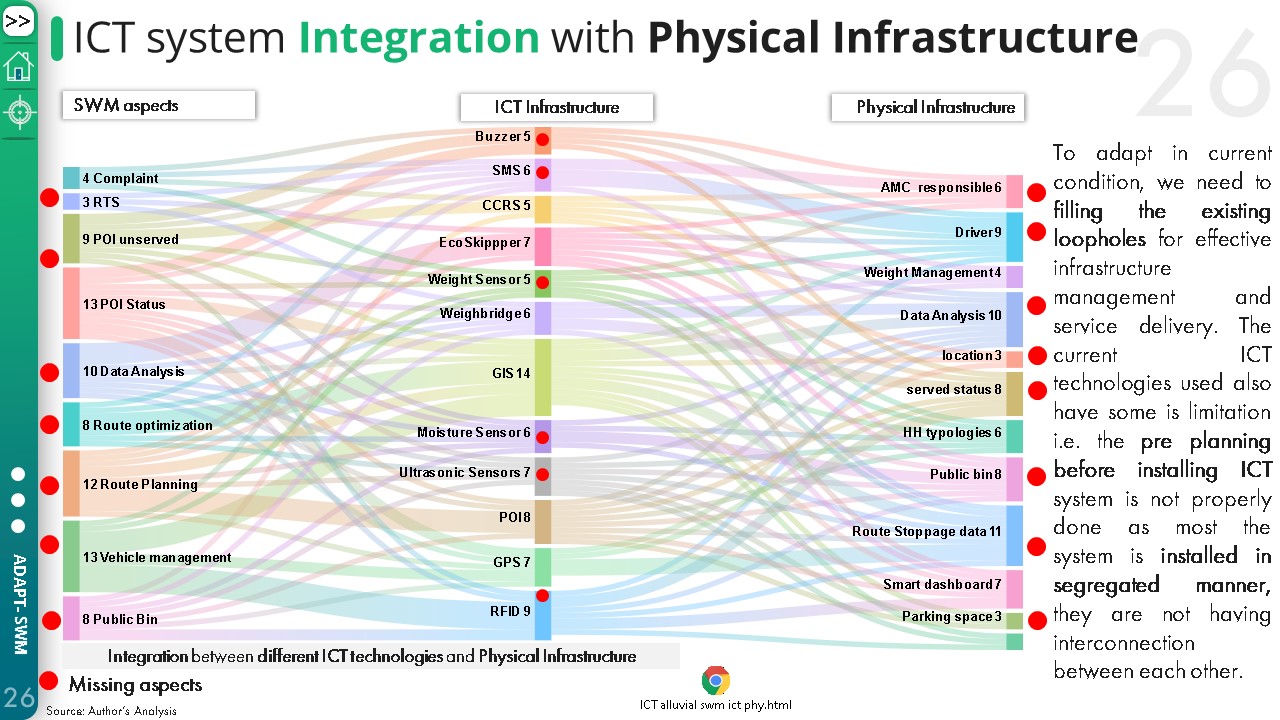 >>
ICT system Integration with Physical Infrastructure
26
SWM aspects
ICT Infrastructure
Physical Infrastructure
4 Complaint
3 RTS
9 POI unserved
13 POI Status
10 Data Analysis
8 Route optimization
12 Route Planning
13 Vehicle management
8 Public Bin
Buzzer 5
SMS 6
CCRS 5
EcoSkippper 7
Weight Sensor 5
Weighbridge 6
GIS 14
Moisture Sensor 6
Ultrasonic Sensors 7
POI 8
GPS 7
RFID 9
AMC responsible 6
Driver 9
Weight Management 4
Data Analysis 10
location 3
served status 8
HH typologies 6
Public bin 8
Route Stoppage data 11
Smart dashboard 7
Parking space 3
To adapt in current
condition, we need to
filling the existing
loopholes for effective
infrastructure
management and
service delivery. The
current ICT
technologies used also
have some is limitation
i.e. the pre planning
before installing ICT
system is not properly
done as most the
system is installed in
segregated manner,
they are not having
interconnection
between each other.
Integration between different ICT technologies and Physical Infrastructure
Missing aspects
Source: Author's Analysis
ICT alluvial swm ict phy.html
ADAPT- SWM
26